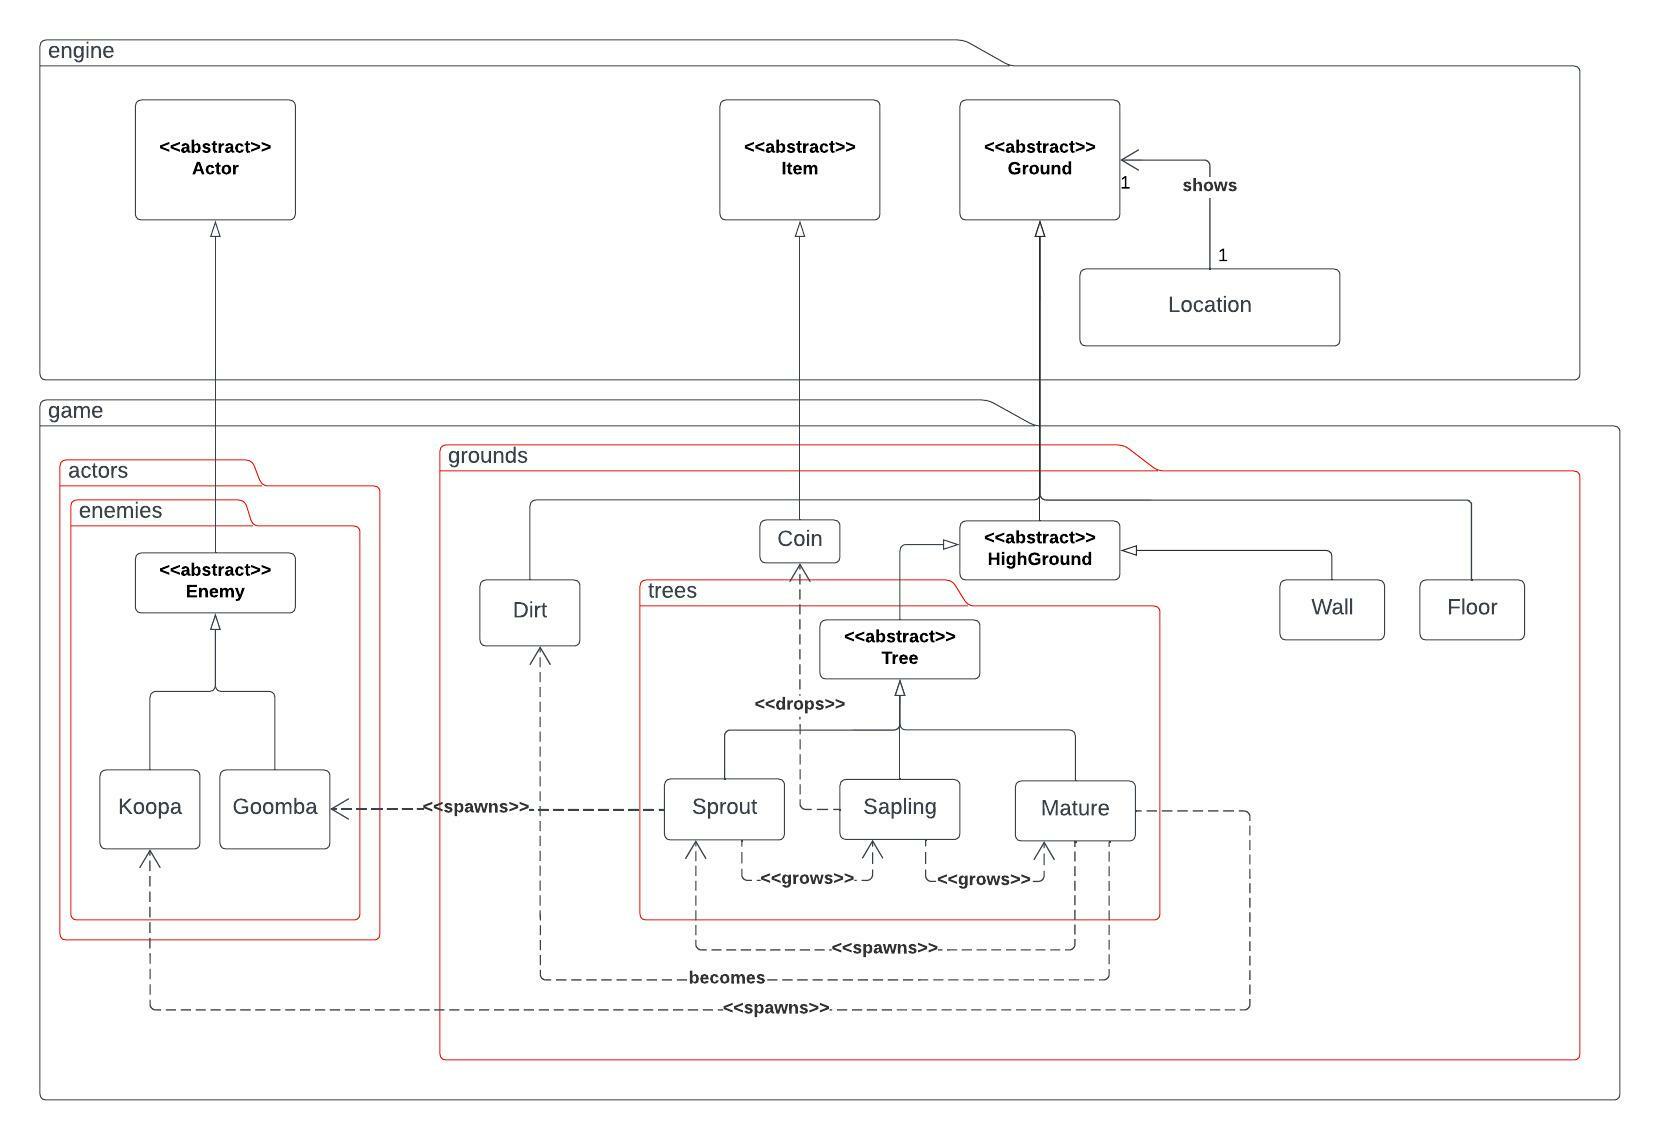 engine
<<abstract>>
Actor
<<abstract>>
Item
<<abstract>>
Ground
1
shows
1
Location
game
actors
enemies
<<abstract>>
Enemy
Koopa
Goomba
grounds
Coin
<<abstract>>
HighGround
Dirt
Wall
Floor
trees
<<abstract>>
Tree
<<drops>>
<<spawns>>
Sprout
Sapling
Mature
<<grows>>
<<grows>>
<<spawns>>
becomes
<<spawns>>